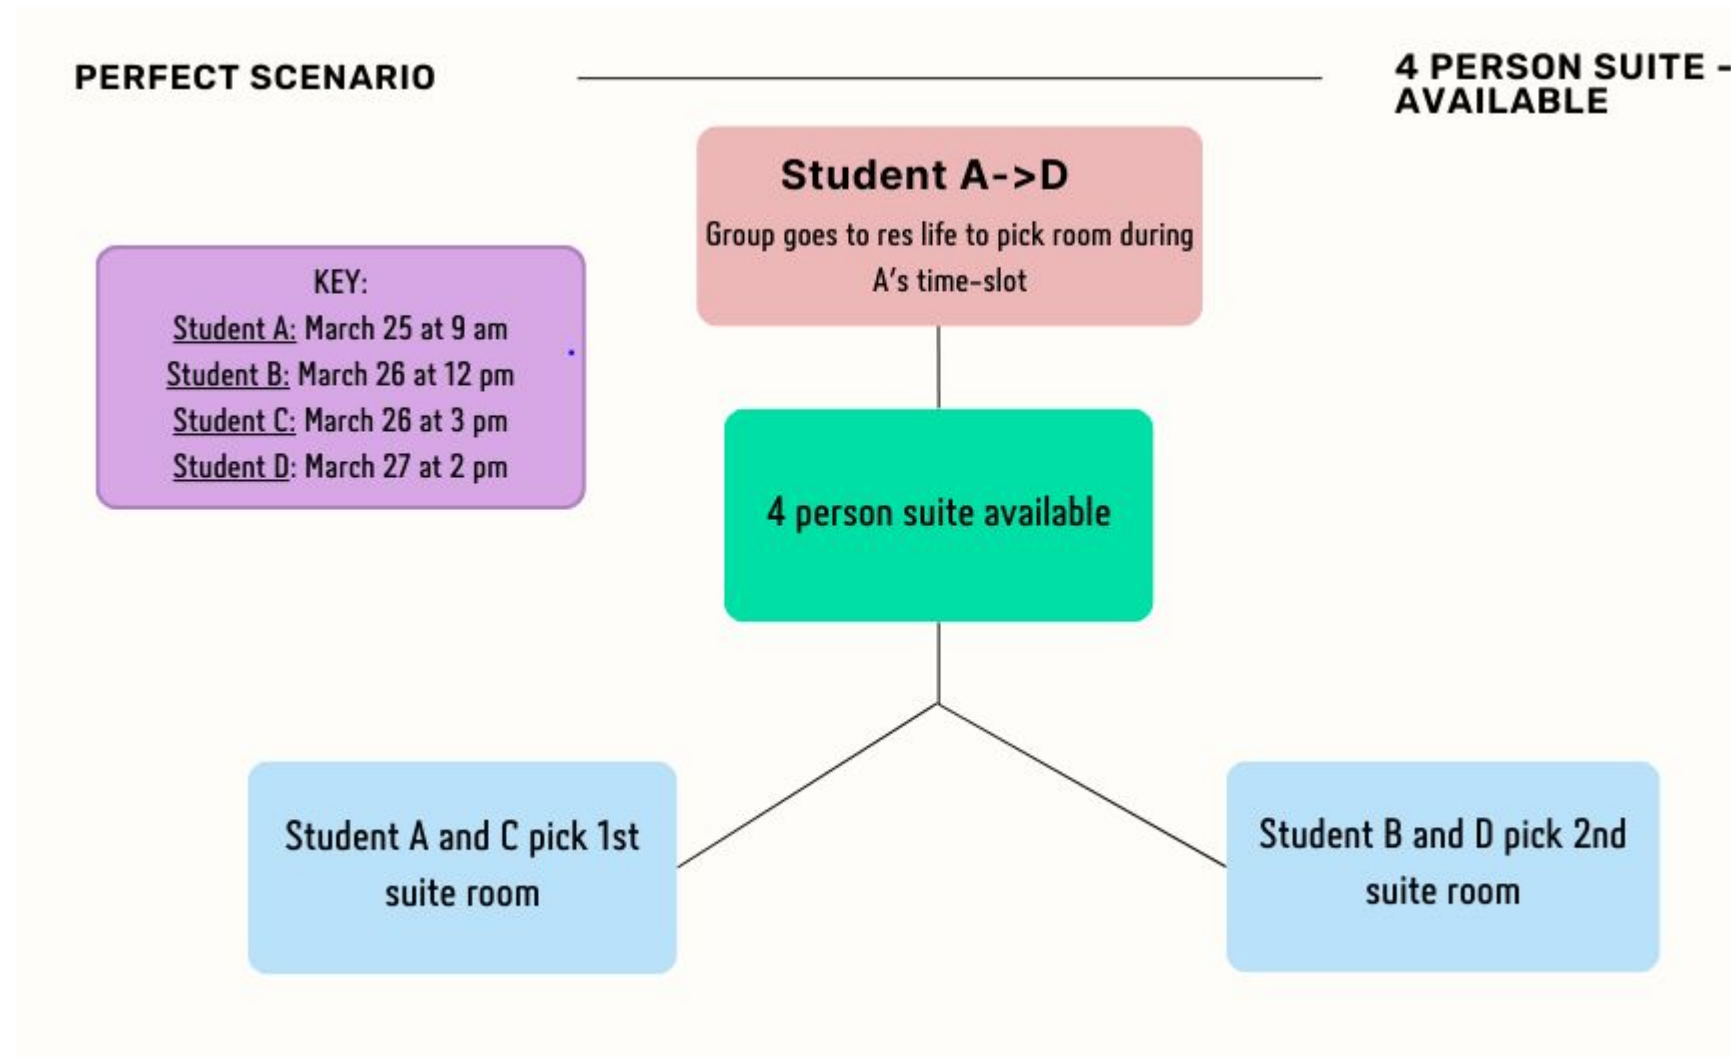 PERFECT SCENARIO
4 PERSON SUITE -
AVAILABLE
Student A->D
Group goes to res life to pick room during
A's time-slot
KEY:
Student A: March 25 at 9 am
Student B: March 26 at 12 pm
Student C: March 26 at 3 pm
Student D: March 27 at 2 pm
4 person suite available
Student A and C pick 1st
suite room
Student B and D pick 2nd
suite room